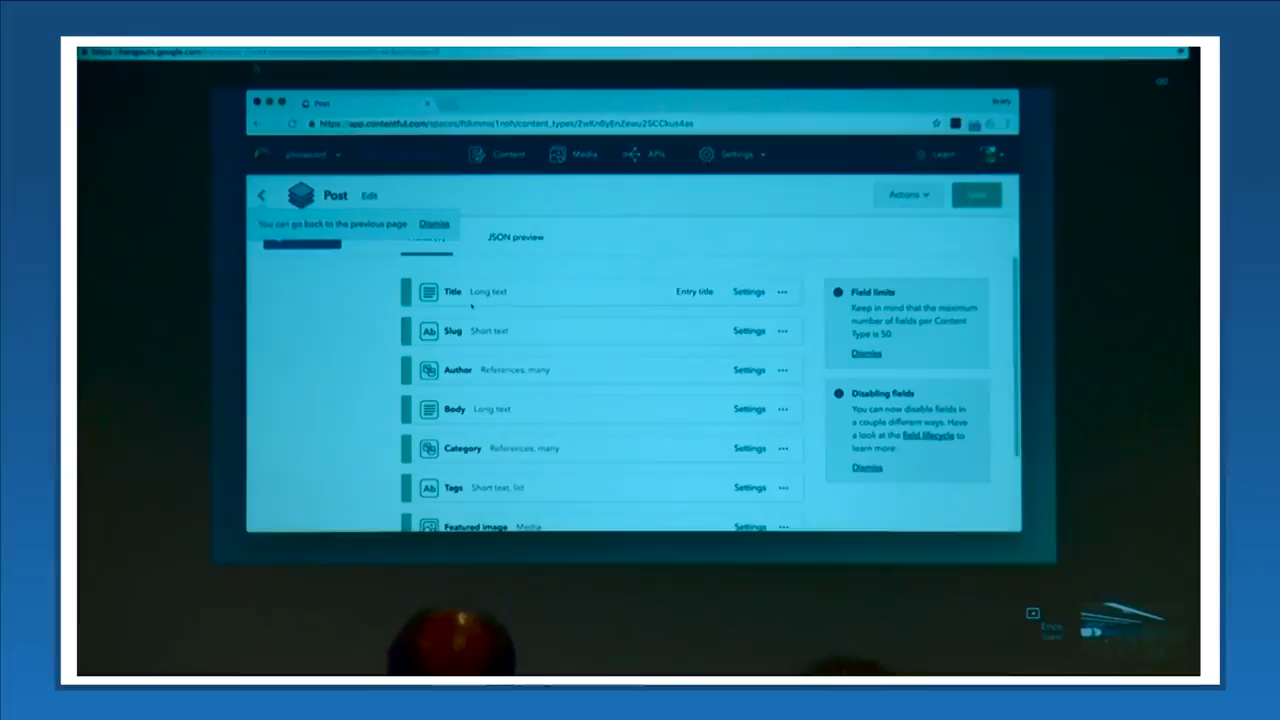 Post
https://app.contentful.com/spaces/
Content
Media
APIs
Settings
Learn
Post
Edit
Actions
You can go back to the previous page
Dismiss
JSON preview
Title Long text Entry title Settings
Slug Short text Settings
Author References, many Settings
Body Long text Settings
Category References, many Settings
Tags Short text, list Settings
Featured image Media Settings
Field limits
Keep in mind that the maximum
number of fields per Content
Type is 50.
Dismiss
Disabling fields
You can now disable fields in
a couple different ways. Have
a look at the field lifecycle to
learn more.
Dismiss